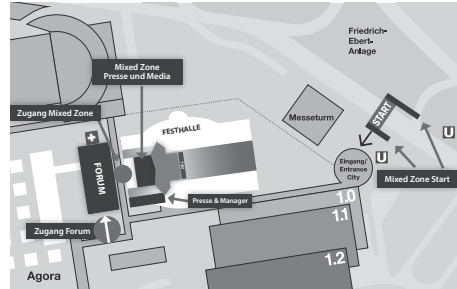 Friedrich-
Ebert-
Anlage
Mixed Zone
Presse und Media
Zugang Mixed Zone
START
FESTHALLE
Messeturm
U
U
FORUM
Eingang/
Entrance
City
Mixed Zone Start
Presse & Manager
1.0
1.1
Zugang Forum
1.2
Agora